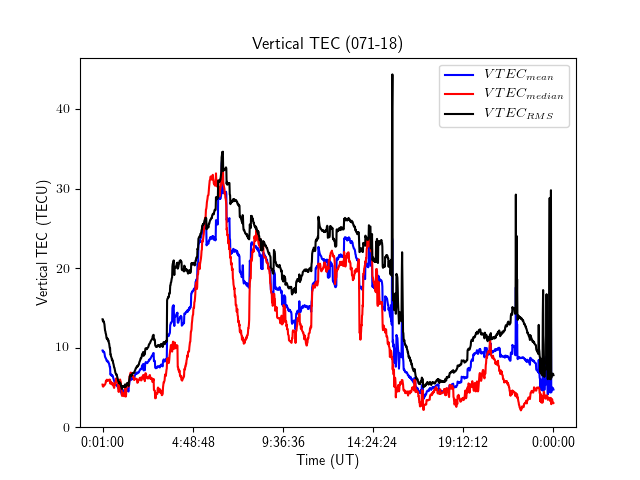 Vertical TEC (071-18)
VTEC_mean
VTEC_median
VTEC_RMS
Vertical TEC (TECU)
40
30
20
10
0
0:01:00 4:48:48 9:36:36 14:24:24 19:12:12 0:00:00
Time (UT)